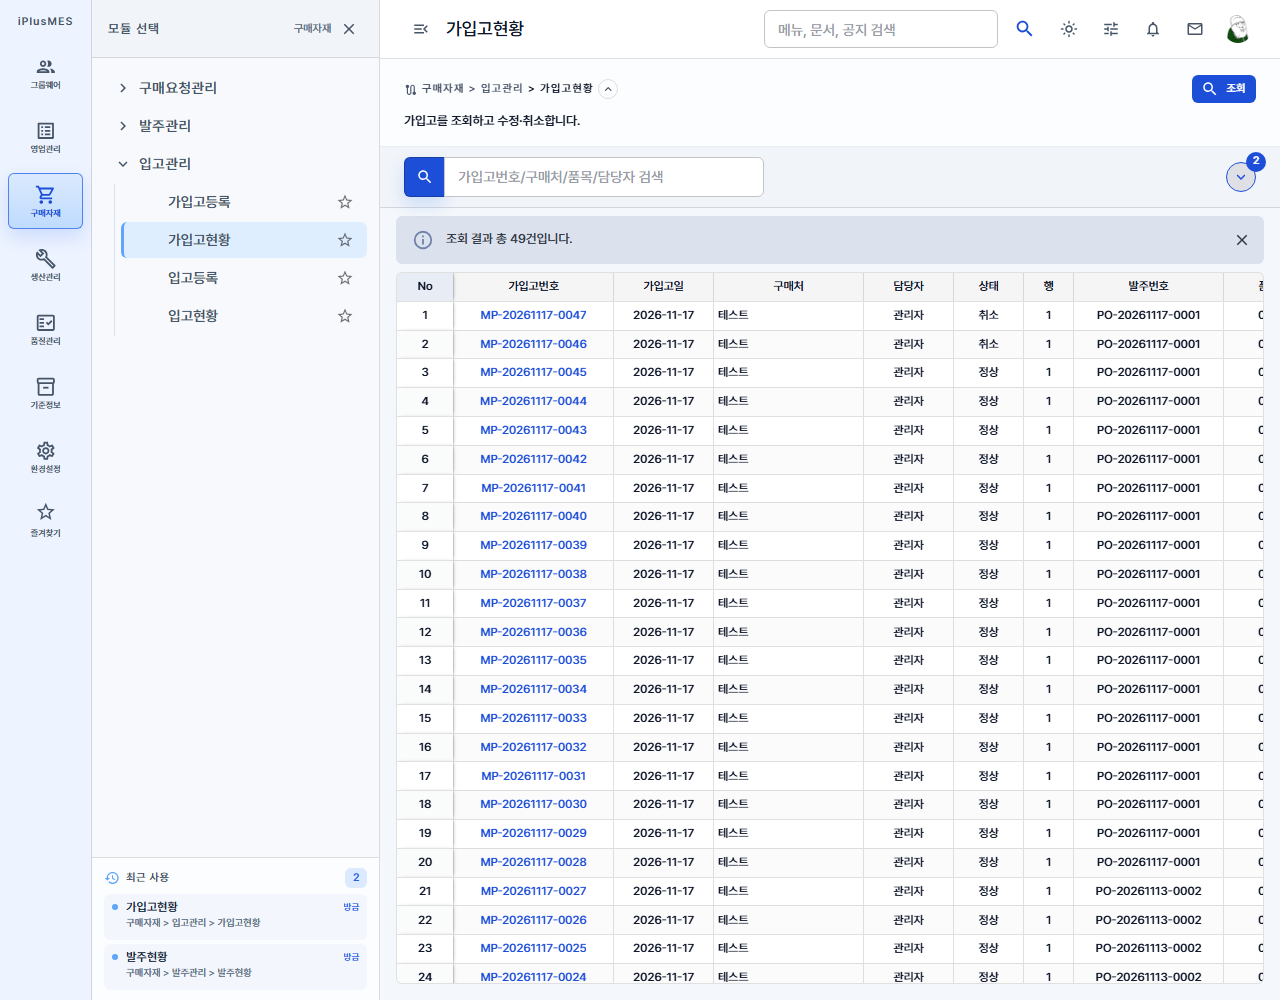 iPlusMES
그룹웨어
영업관리
구매자재
생산관리
품질관리
기준정보
환경설정
즐겨찾기
모듈 선택
구매자재
구매요청관리
발주관리
입고관리
가입고등록
가입고현황
입고등록
입고현황
최근 사용
2
가입고현황
방금
구매자재 > 입고관리 > 가입고현황
발주현황
방금
구매자재 > 발주관리 > 발주현황
가입고현황
메뉴, 문서, 공지 검색
구매자재 > 입고관리 > 가입고현황
조회
가입고를 조회하고 수정·취소합니다.
가입고번호/구매처/품목/담당자 검색
2
조회 결과 총 49건입니다.
No 가입고번호 가입고일 구매처 담당자 상태 행 발주번호
1 MP-20261117-0047 2026-11-17 테스트 관리자 취소 1 PO-20261117-0001
2 MP-20261117-0046 2026-11-17 테스트 관리자 취소 1 PO-20261117-0001
3 MP-20261117-0045 2026-11-17 테스트 관리자 정상 1 PO-20261117-0001
4 MP-20261117-0044 2026-11-17 테스트 관리자 정상 1 PO-20261117-0001
5 MP-20261117-0043 2026-11-17 테스트 관리자 정상 1 PO-20261117-0001
6 MP-20261117-0042 2026-11-17 테스트 관리자 정상 1 PO-20261117-0001
7 MP-20261117-0041 2026-11-17 테스트 관리자 정상 1 PO-20261117-0001
8 MP-20261117-0040 2026-11-17 테스트 관리자 정상 1 PO-20261117-0001
9 MP-20261117-0039 2026-11-17 테스트 관리자 정상 1 PO-20261117-0001
10 MP-20261117-0038 2026-11-17 테스트 관리자 정상 1 PO-20261117-0001
11 MP-20261117-0037 2026-11-17 테스트 관리자 정상 1 PO-20261117-0001
12 MP-20261117-0036 2026-11-17 테스트 관리자 정상 1 PO-20261117-0001
13 MP-20261117-0035 2026-11-17 테스트 관리자 정상 1 PO-20261117-0001
14 MP-20261117-0034 2026-11-17 테스트 관리자 정상 1 PO-20261117-0001
15 MP-20261117-0033 2026-11-17 테스트 관리자 정상 1 PO-20261117-0001
16 MP-20261117-0032 2026-11-17 테스트 관리자 정상 1 PO-20261117-0001
17 MP-20261117-0031 2026-11-17 테스트 관리자 정상 1 PO-20261117-0001
18 MP-20261117-0030 2026-11-17 테스트 관리자 정상 1 PO-20261117-0001
19 MP-20261117-0029 2026-11-17 테스트 관리자 정상 1 PO-20261117-0001
20 MP-20261117-0028 2026-11-17 테스트 관리자 정상 1 PO-20261117-0001
21 MP-20261117-0027 2026-11-17 테스트 관리자 정상 1 PO-20261113-0002
22 MP-20261117-0026 2026-11-17 테스트 관리자 정상 1 PO-20261113-0002
23 MP-20261117-0025 2026-11-17 테스트 관리자 정상 1 PO-20261113-0002
24 MP-20261117-0024 2026-11-17 테스트 관리자 정상 1 PO-20261113-0002